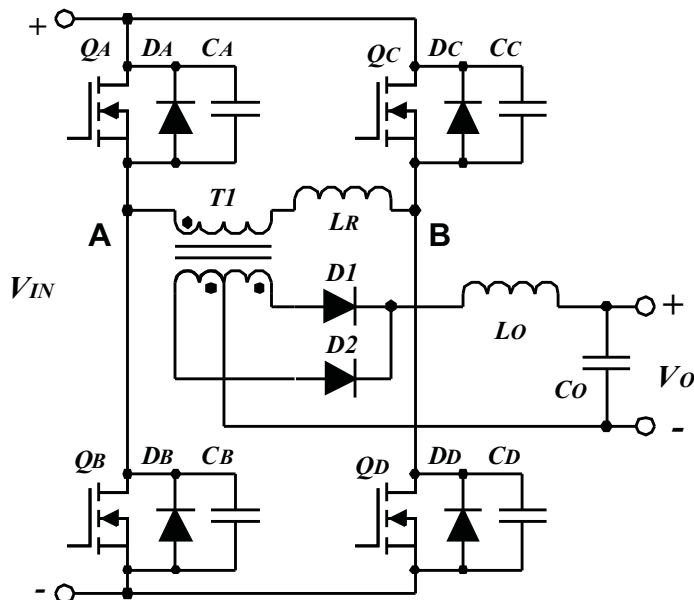 +
QA DA CA QC DC CC
T1
LR
A B
VIN
D1
D2
LO
+
CO
VO
-
QB DB CB QD DD CD
-